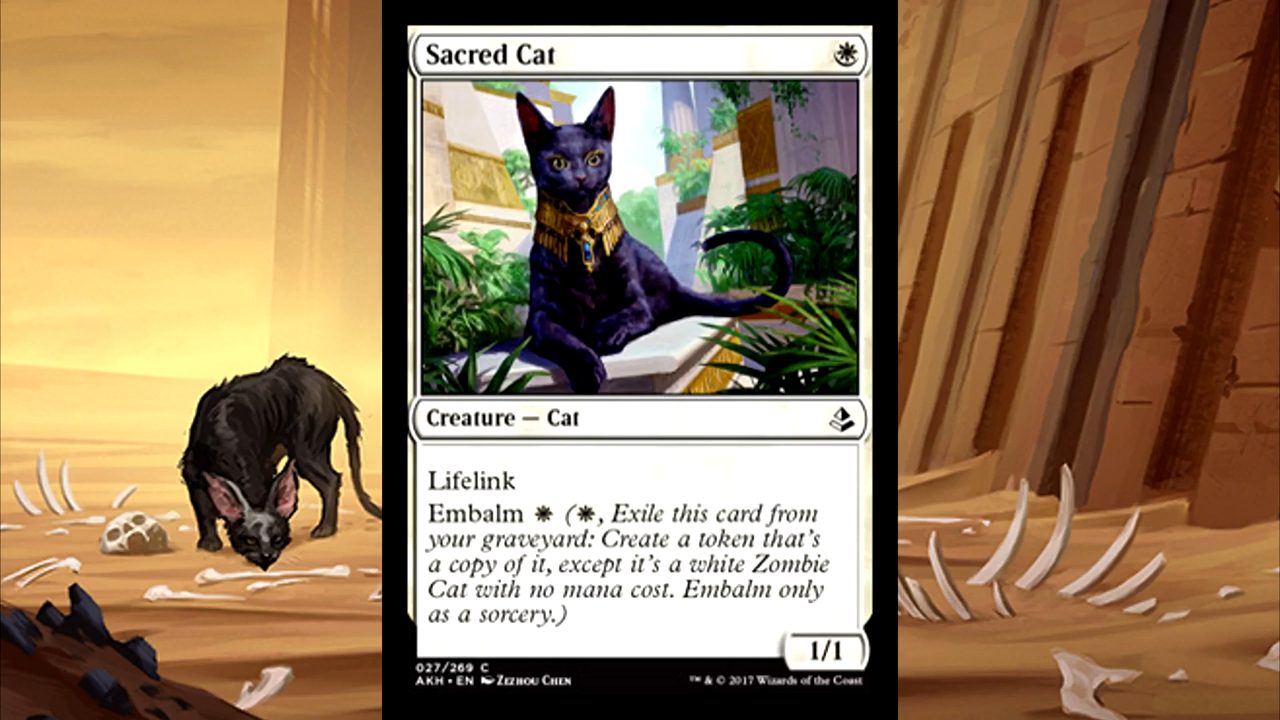 Sacred Cat
Creature — Cat
Lifelink
Embalm (, Exile this card from
your graveyard: Create a token that's
a copy of it, except it's a white Zombie
Cat with no mana cost. Embalm only
as a sorcery.)
1/1
027/269 C
AKH • EN Zezhou Chen
™ & © 2017 Wizards of the Coast